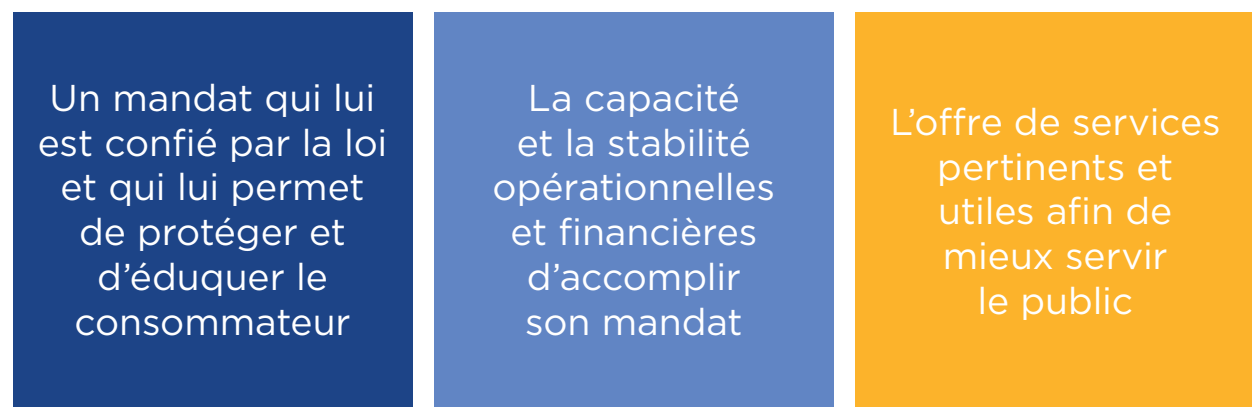 Un mandat qui lui
est confié par la loi
et qui lui permet
de protéger et
d’éduquer le
consommateur
La capacité
et la stabilité
opérationnelles
et financières
d’accomplir
son mandat
L’offre de services
pertinents et
utiles afin de
mieux servir
le public